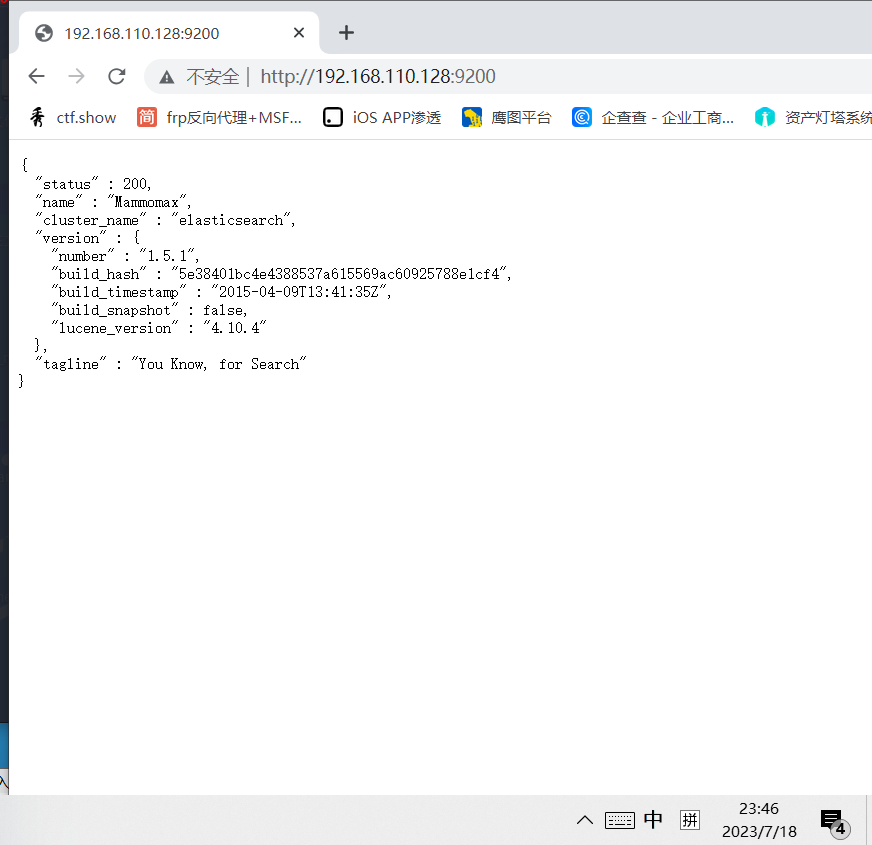 192.168.110.128:9200
不安全 | http://192.168.110.128:9200
ctf.show 简 frp反向代理+MSF... iOS APP渗透 鹰图平台 企查查 - 企业工商... 资产灯塔系统
{
"status" : 200,
"name" : "Mammomax",
"cluster_name" : "elasticsearch",
"version" : {
"number" : "1.5.1",
"build_hash" : "5e38401bc4e4388537a615569ac60925788e1cf4",
"build_timestamp" : "2015-04-09T13:41:35Z",
"build_snapshot" : false,
"lucene_version" : "4.10.4"
},
"tagline" : "You Know, for Search"
}
中 拼 23:46
2023/7/18 4